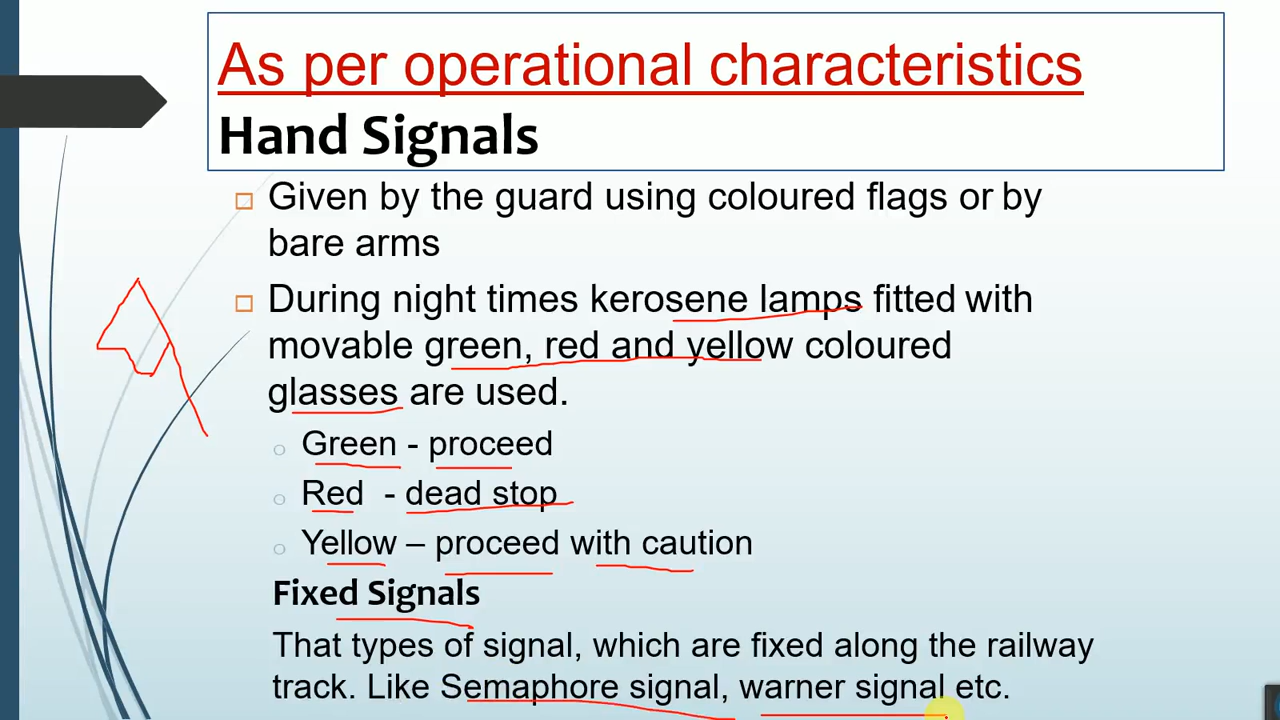 As per operational characteristics
Hand Signals
Given by the guard using coloured flags or by
bare arms
During night times kerosene lamps fitted with
movable green, red and yellow coloured
glasses are used.
Green - proceed
Red - dead stop
Yellow – proceed with caution
Fixed Signals
That types of signal, which are fixed along the railway
track. Like Semaphore signal, warner signal etc.